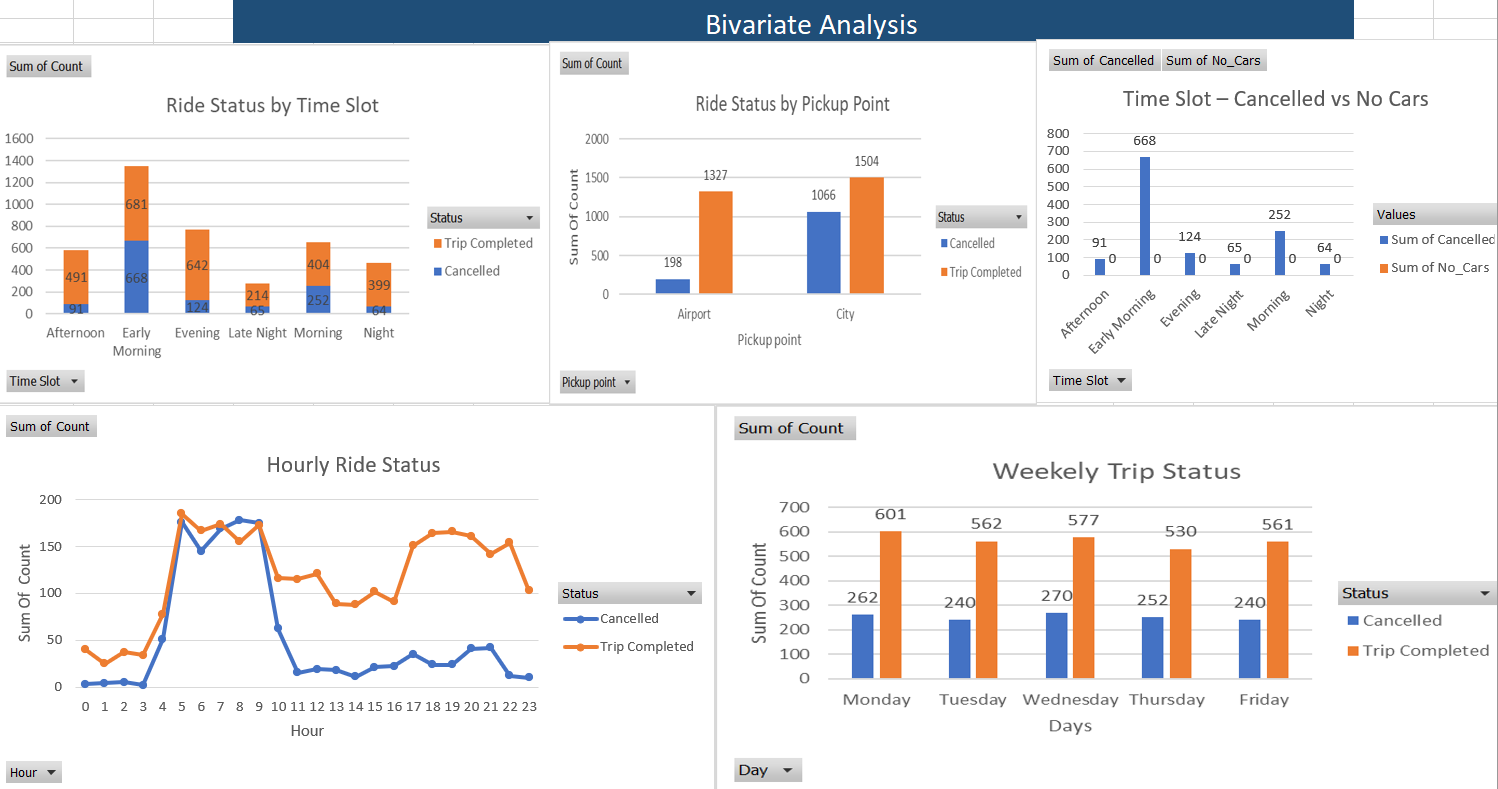 Bivariate Analysis
Sum of Count
Ride Status by Time Slot
1600
1400
1200
1000
800
600
400
200
0
491
91
681
668
642
124
214
65
404
252
399
64
Afternoon Early Morning Evening Late Night Morning Night
Status
Trip Completed
Cancelled
Time Slot
Sum of Count
Ride Status by Pickup Point
Sum Of Count
2000
1500
1000
500
0
198
1327
1066
1504
Airport City
Pickup point
Status
Cancelled
Trip Completed
Pickup point
Sum of Cancelled Sum of No_Cars
Time Slot – Cancelled vs No Cars
800
700
600
500
400
300
200
100
0
91 0
668 0
124 0
65 0
252 0
64 0
Afternoon
Early Morning
Evening
Late Night
Morning
Night
Values
Sum of Cancelled
Sum of No_Cars
Time Slot
Sum of Count
Hourly Ride Status
Sum Of Count
200
150
100
50
0
0 1 2 3 4 5 6 7 8 9 10 11 12 13 14 15 16 17 18 19 20 21 22 23
Hour
Status
Cancelled
Trip Completed
Hour
Sum of Count
Weekely Trip Status
Sum Of Count
700
600
500
400
300
200
100
0
262 601
240 562
270 577
252 530
240 561
Monday Tuesday Wednesday Thursday Friday
Days
Status
Cancelled
Trip Completed
Day